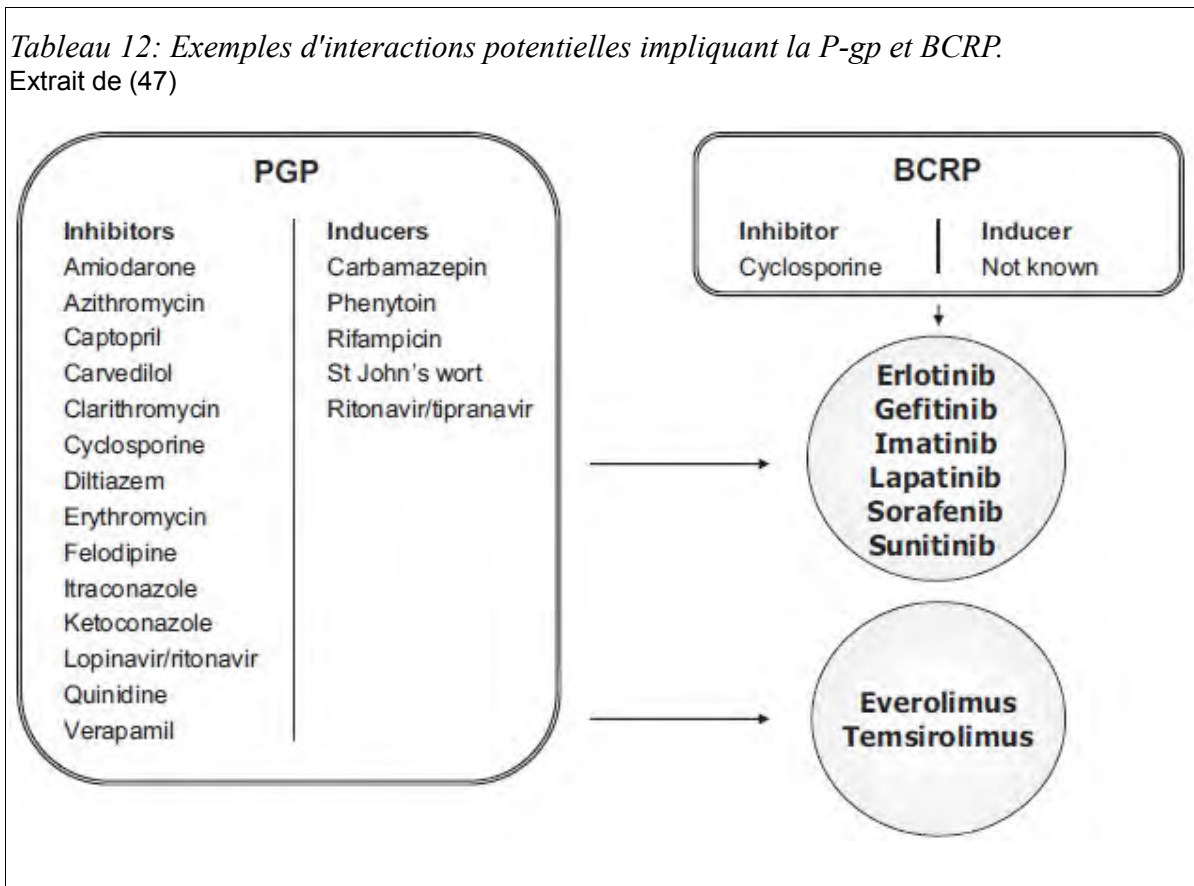 Tableau 12: Exemples d'interactions potentielles impliquant la P-gp et BCRP.
Extrait de (47)
PGP
Inhibitors
Amiodarone
Azithromycin
Captopril
Carvedilol
Clarithromycin
Cyclosporine
Diltiazem
Erythromycin
Felodipine
Itraconazole
Ketoconazole
Lopinavir/ritonavir
Quinidine
Verapamil
Inducers
Carbamazepin
Phenytoin
Rifampicin
St John's wort
Ritonavir/tipranavir
BCRP
Inhibitor
Cyclosporine
Inducer
Not known
Erlotinib
Gefitinib
Imatinib
Lapatinib
Sorafenib
Sunitinib
Everolimus
Temsirolimus